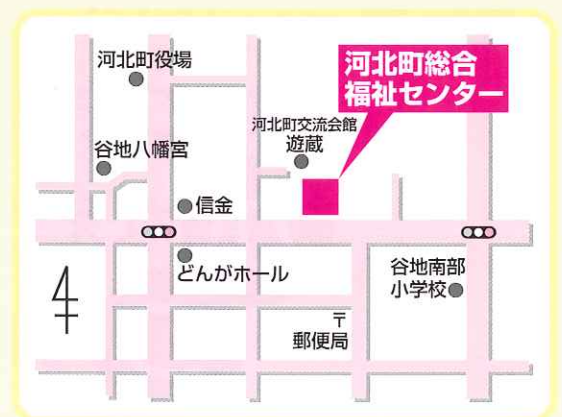 河北町役場
河北町総合
福祉センター
河北町交流会館
遊蔵
谷地八幡宮
信金
どんがホール
谷地南部
小学校
〒
郵便局